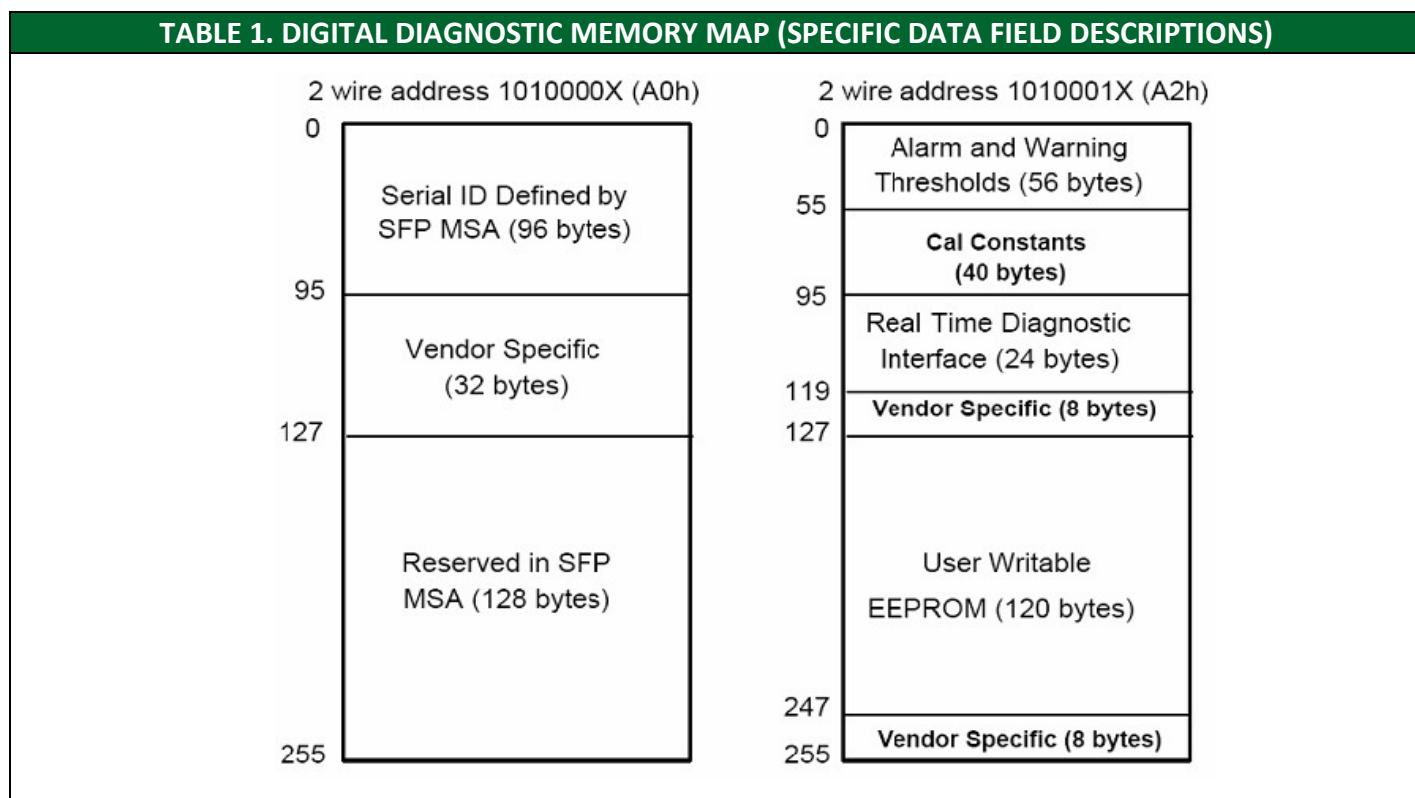 TABLE 1. DIGITAL DIAGNOSTIC MEMORY MAP (SPECIFIC DATA FIELD DESCRIPTIONS)
2 wire address 1010000X (A0h)
0
Serial ID Defined by
SFP MSA (96 bytes)
95
Vendor Specific
(32 bytes)
127
Reserved in SFP
MSA (128 bytes)
255
2 wire address 1010001X (A2h)
0
Alarm and Warning
Thresholds (56 bytes)
55
Cal Constants
(40 bytes)
95
Real Time Diagnostic
Interface (24 bytes)
119
Vendor Specific (8 bytes)
127
User Writable
EEPROM (120 bytes)
247
Vendor Specific (8 bytes)
255